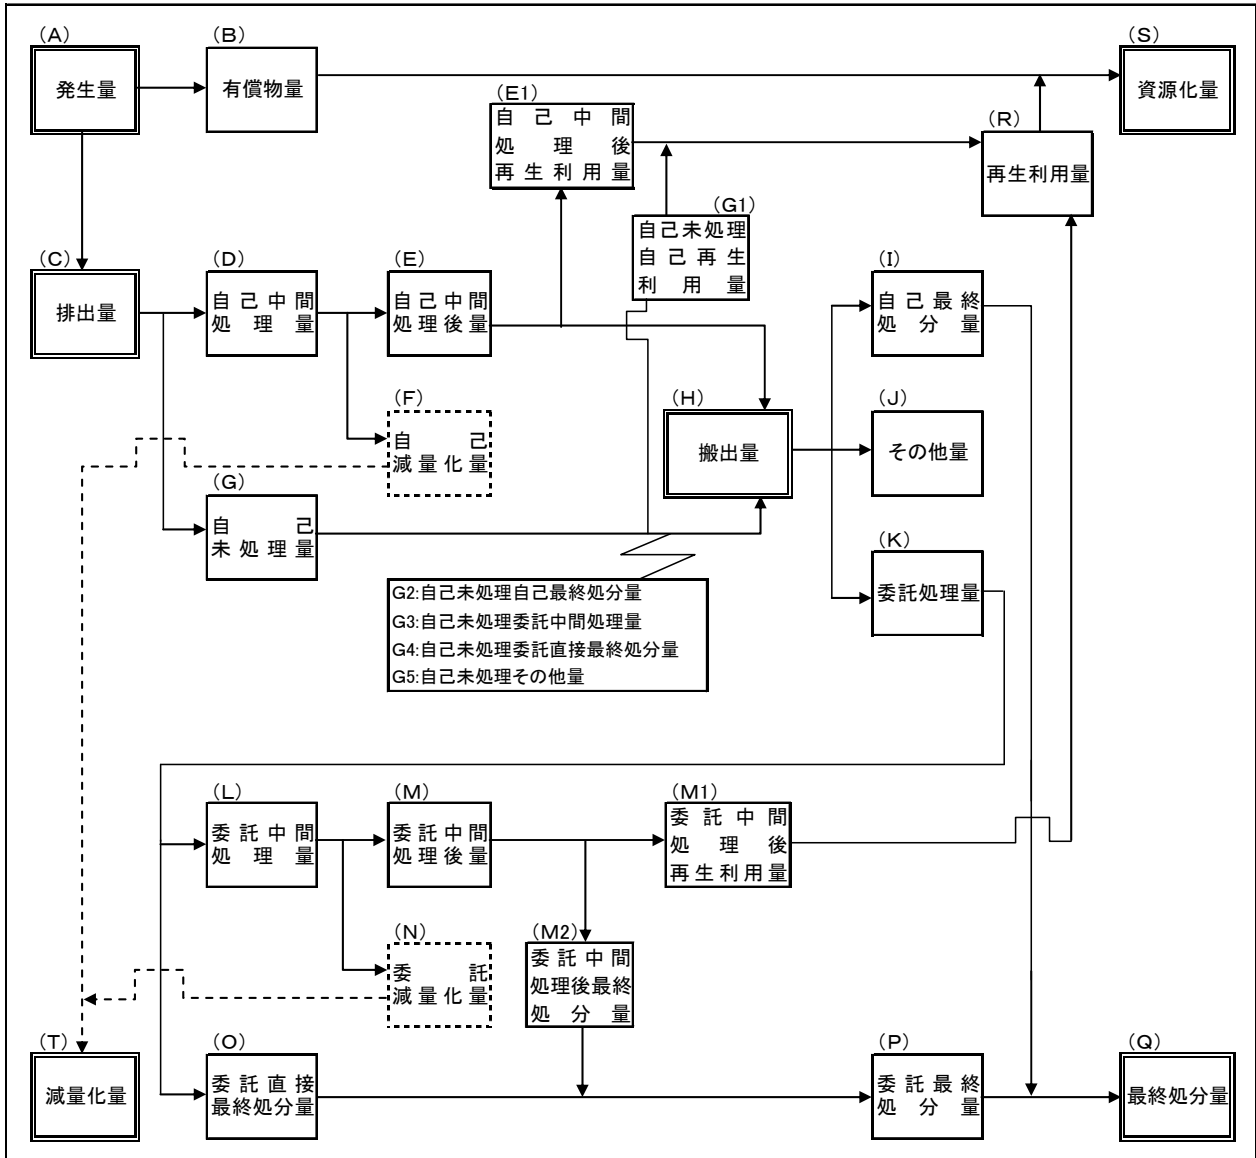 (A)
発生量
(B)
有償物量
(S)
資源化量
(E1)
自己中間
処理後
再生利用量
(R)
再生利用量
(G1)
自己未処理
自己再生
利用量
(C)
排出量
(D)
自己中間
処理量
(E)
自己中間
処理後量
(I)
自己最終
処分量
(F)
自己
減量化量
(H)
搬出量
(J)
その他量
(G)
自己
未処理量
(K)
委託処理量
G2:自己未処理自己最終処分量
G3:自己未処理委託中間処理量
G4:自己未処理委託直接最終処分量
G5:自己未処理その他量
(L)
委託中間
処理量
(M)
委託中間
処理後量
(M1)
委託中間
処理後
再生利用量
(N)
委託
減量化量
(M2)
委託中間
処理後最終
処分量
(T)
減量化量
(O)
委託直接
最終処分量
(P)
委託最終
処分量
(Q)
最終処分量